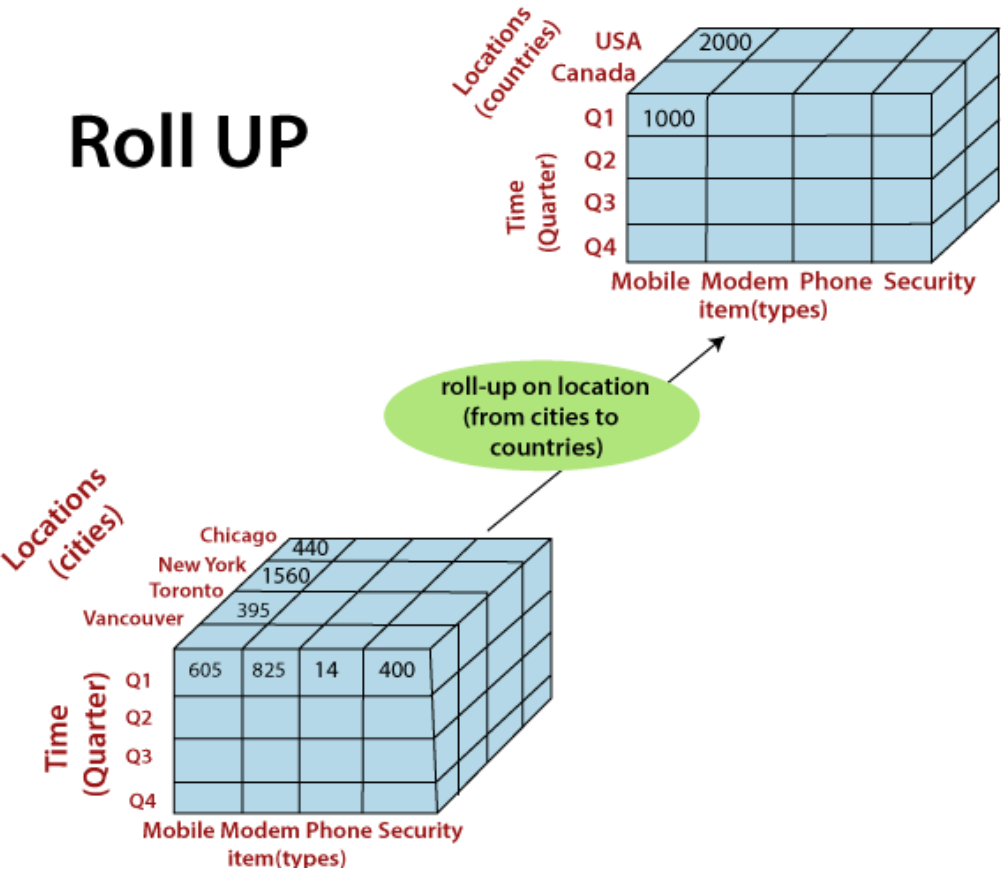 Roll UP
Locations
(countries)
USA
2000
Canada
Q1
1000
Q2
Q3
Q4
Time
(Quarter)
Mobile Modem Phone Security
item(types)
roll-up on location
(from cities to
countries)
Locations
(cities)
Chicago
440
New York
1560
Toronto
395
Vancouver
Q1
605 825 14 400
Q2
Q3
Q4
Time
(Quarter)
Mobile Modem Phone Security
item(types)